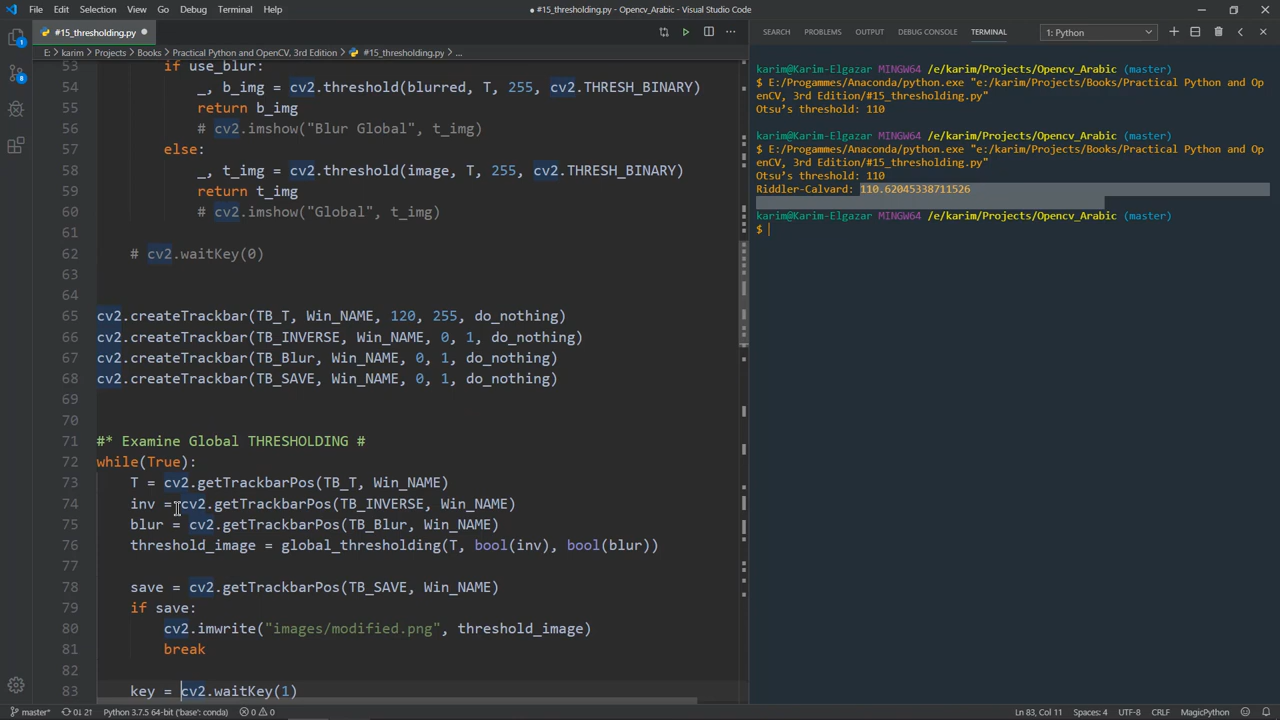 File Edit Selection View Go Debug Terminal Help
#15_thresholding.py - Opencv_Arabic - Visual Studio Code
#15_thresholding.py
SEARCH PROBLEMS OUTPUT DEBUG CONSOLE TERMINAL
1: Python
E: > karim > Projects > Books > Practical Python and OpenCV, 3rd Edition > #15_thresholding.py > ...
53 if use_blur:
54 _, b_img = cv2.threshold(blurred, T, 255, cv2.THRESH_BINARY)
55 return b_img
56 # cv2.imshow("Blur Global", t_img)
57 else:
58 _, t_img = cv2.threshold(image, T, 255, cv2.THRESH_BINARY)
59 return t_img
60 # cv2.imshow("Global", t_img)
61
62 # cv2.waitKey(0)
63
64
65 cv2.createTrackbar(TB_T, Win_NAME, 120, 255, do_nothing)
66 cv2.createTrackbar(TB_INVERSE, Win_NAME, 0, 1, do_nothing)
67 cv2.createTrackbar(TB_Blur, Win_NAME, 0, 1, do_nothing)
68 cv2.createTrackbar(TB_SAVE, Win_NAME, 0, 1, do_nothing)
69
70
71 #* Examine Global THRESHOLDING #
72 while(True):
73 T = cv2.getTrackbarPos(TB_T, Win_NAME)
74 inv = cv2.getTrackbarPos(TB_INVERSE, Win_NAME)
75 blur = cv2.getTrackbarPos(TB_Blur, Win_NAME)
76 threshold_image = global_thresholding(T, bool(inv), bool(blur))
77
78 save = cv2.getTrackbarPos(TB_SAVE, Win_NAME)
79 if save:
80 cv2.imwrite("images/modified.png", threshold_image)
81 break
82
83 key = cv2.waitKey(1)
karim@Karim-Elgazar MINGW64 /e/karim/Projects/Opencv_Arabic (master)
$ E:/Progammes/Anaconda/python.exe "e:/karim/Projects/Books/Practical Python and Op
enCV, 3rd Edition/#15_thresholding.py"
Otsu's threshold: 110
karim@Karim-Elgazar MINGW64 /e/karim/Projects/Opencv_Arabic (master)
$ E:/Progammes/Anaconda/python.exe "e:/karim/Projects/Books/Practical Python and Op
enCV, 3rd Edition/#15_thresholding.py"
Otsu's threshold: 110
Riddler-Calvard: 110.62045338711526
karim@Karim-Elgazar MINGW64 /e/karim/Projects/Opencv_Arabic (master)
$
1
8
master* 0↓ 2↑ Python 3.7.5 64-bit ('base': conda) 0 0
Ln 83, Col 11 Spaces: 4 UTF-8 CRLF MagicPython